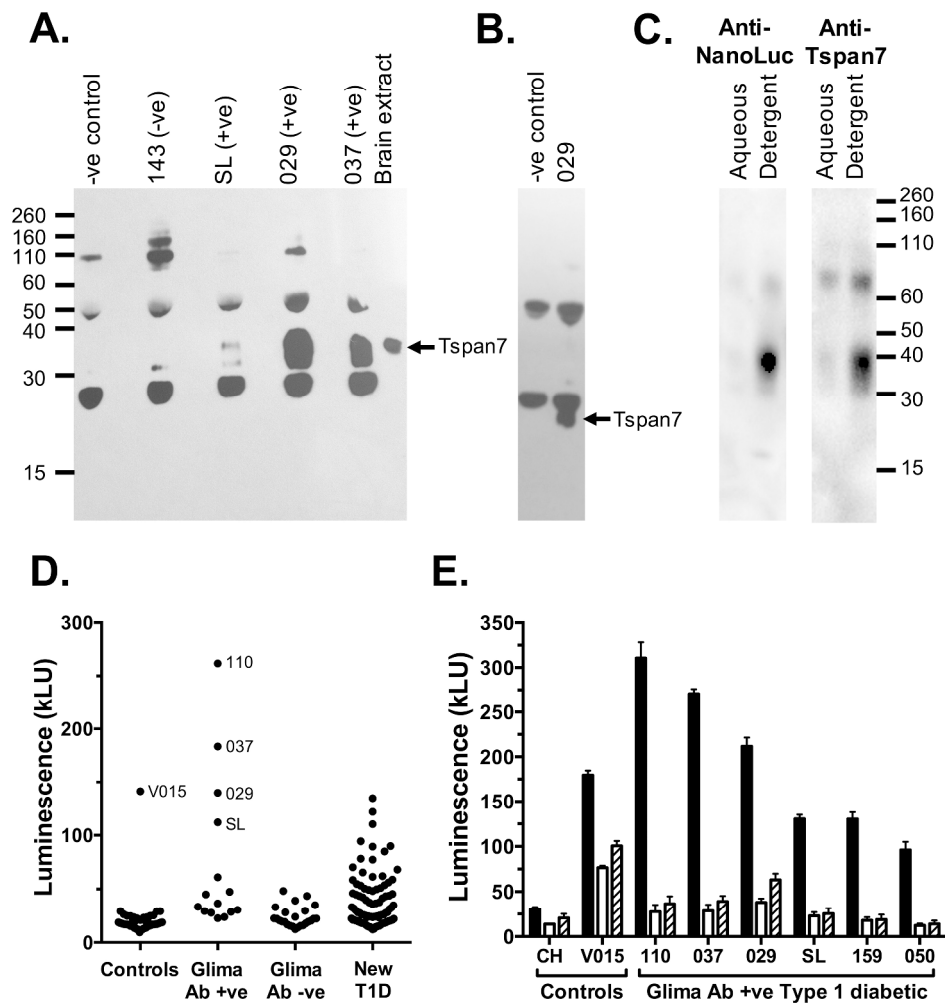 A.
-ve control
143 (-ve)
SL (+ve)
029 (+ve)
037 (+ve)
Brain extract
260
160
110
60
50
40
30
15
Tspan7
B.
-ve control
029
Tspan7
C.
Anti-
NanoLuc
Anti-
Tspan7
Aqueous
Detergent
Aqueous
Detergent
260
160
110
60
50
40
30
15
D.
Luminescence (kLU)
300
200
100
0
V015
110
037
029
SL
Controls
Glima
Ab +ve
Glima
Ab -ve
New
T1D
E.
Luminescence (kLU)
350
300
250
200
150
100
50
0
CH
V015
110
037
029
SL
159
050
Controls
Glima Ab +ve Type 1 diabetic